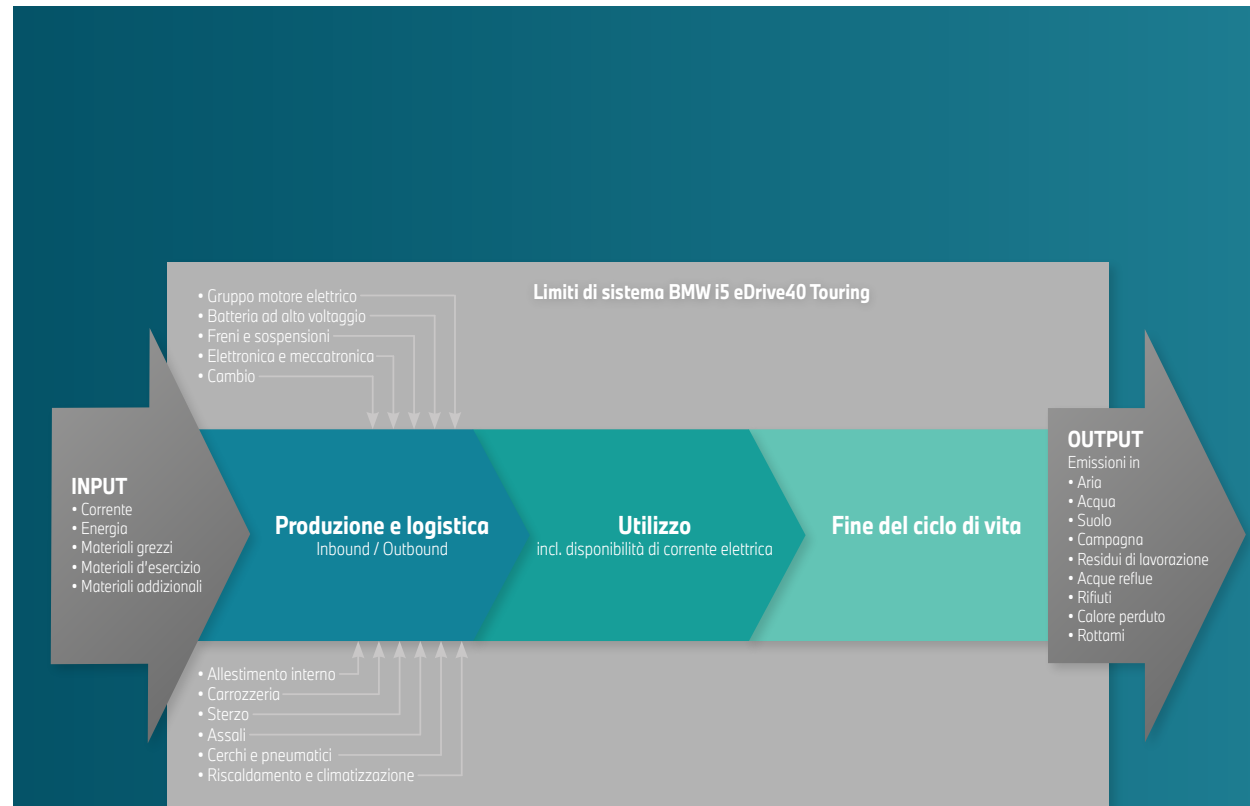 Limiti di sistema BMW i5 eDrive40 Touring
• Gruppo motore elettrico
• Batteria ad alto voltaggio
• Freni e sospensioni
• Elettronica e meccatronica
• Cambio
INPUT
• Corrente
• Energia
• Materiali grezzi
• Materiali d'esercizio
• Materiali addizionali
Produzione e logistica
Inbound / Outbound
Utilizzo
incl. disponibilità di corrente elettrica
Fine del ciclo di vita
OUTPUT
Emissioni in
• Aria
• Acqua
• Suolo
• Campagna
• Residui di lavorazione
• Acque reflue
• Rifiuti
• Calore perduto
• Rottami
• Allestimento interno
• Carrozzeria
• Sterzo
• Assali
• Cerchi e pneumatici
• Riscaldamento e climatizzazione